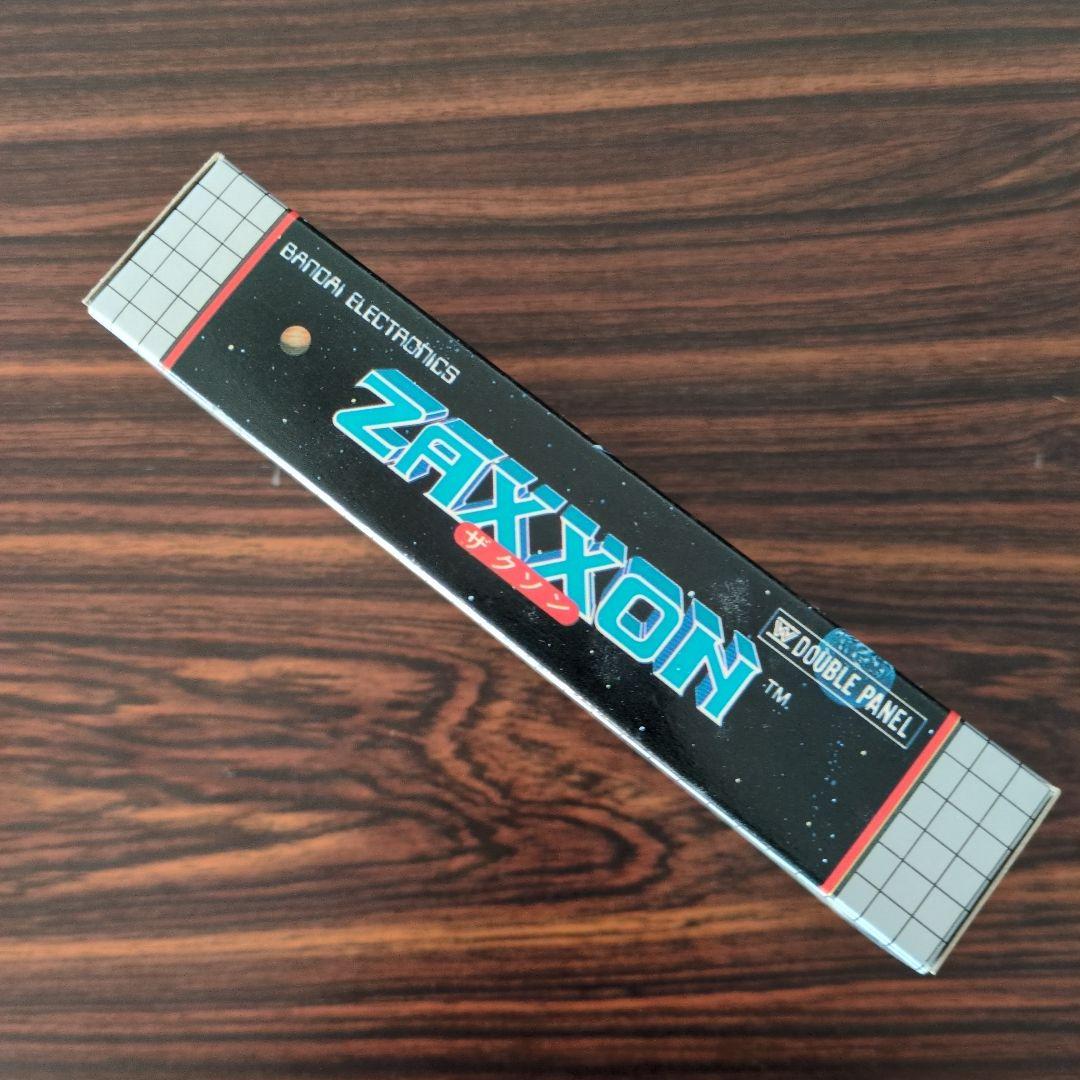 BANDAI ELECTRONICS
ZAXXON
ザクソン
TM
W DOUBLE PANEL